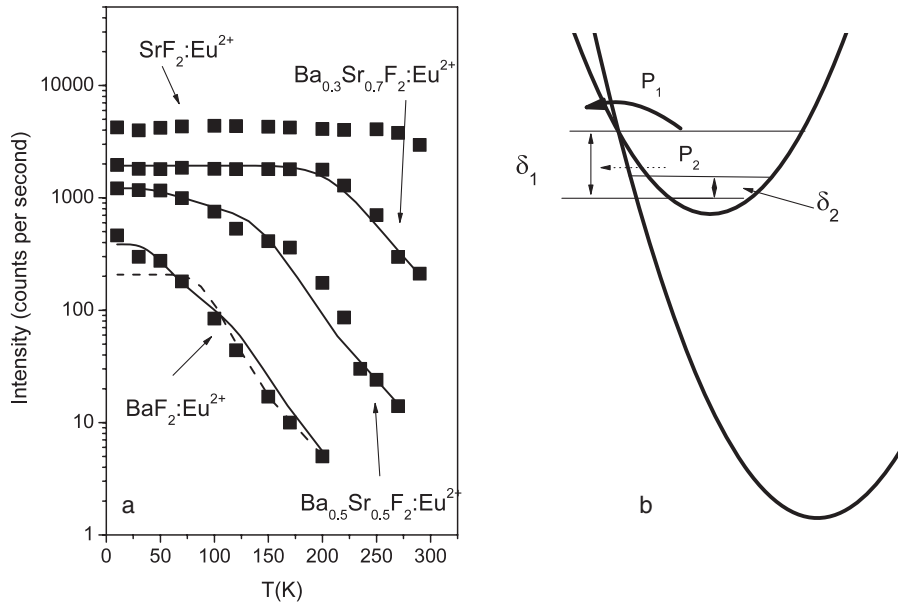 SrF₂:Eu²⁺
10000
Ba₀.₃Sr₀.₇F₂:Eu²⁺
1000
100
10
1
Intensity (counts per second)
BaF₂:Eu²⁺
Ba₀.₅Sr₀.₅F₂:Eu²⁺
a
0 50 100 150 200 250 300
T(K)
P₁
P₂
δ₁
δ₂
b